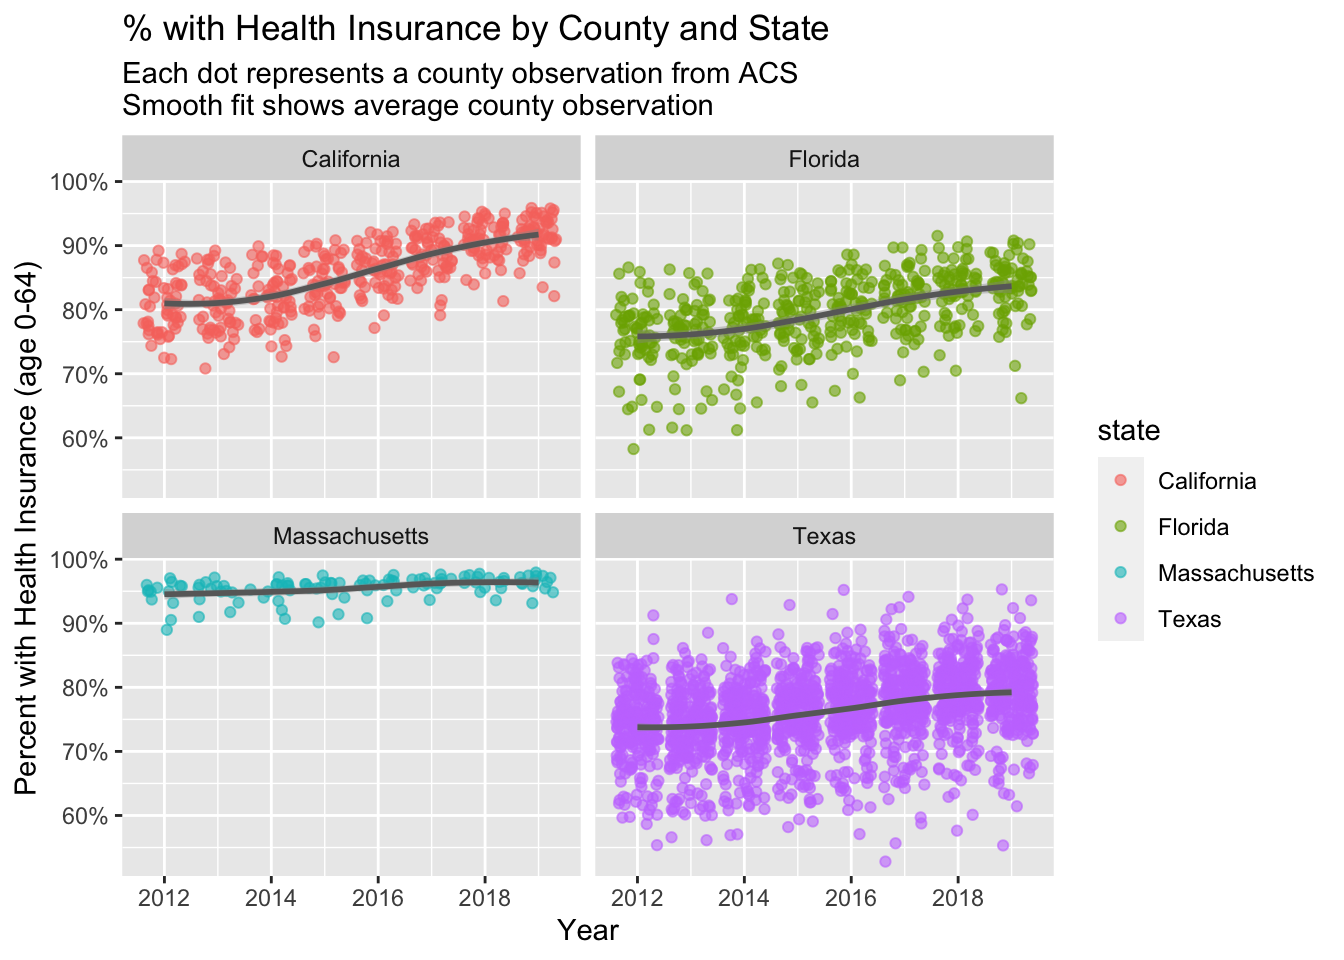 % with Health Insurance by County and State
Each dot represents a county observation from ACS
Smooth fit shows average county observation
California
Florida
100%
90%
80%
70%
60%
Massachusetts
Texas
100%
90%
80%
70%
60%
2012
2014
2016
2018
2012
2014
2016
2018
Year
Percent with Health Insurance (age 0-64)
state
California
Florida
Massachusetts
Texas